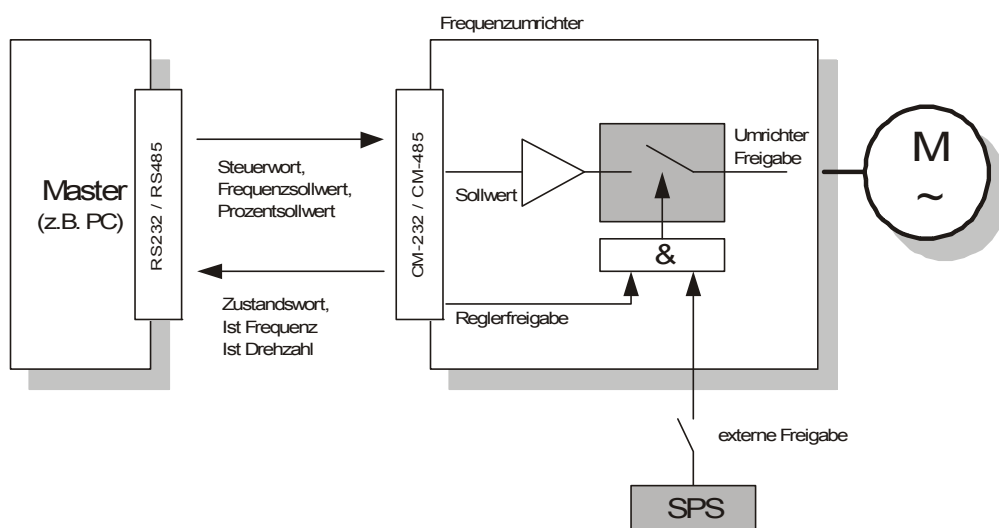 Frequenzumrichter
Master
(z.B. PC)
RS232 / RS485
Steuerwort,
Frequenzsollwert,
Prozentsollwert
Zustandswort,
Ist Frequenz
Ist Drehzahl
CM-232 / CM-485
Sollwert
Reglerfreigabe
&
Umrichter
Freigabe
M
~
externe Freigabe
SPS